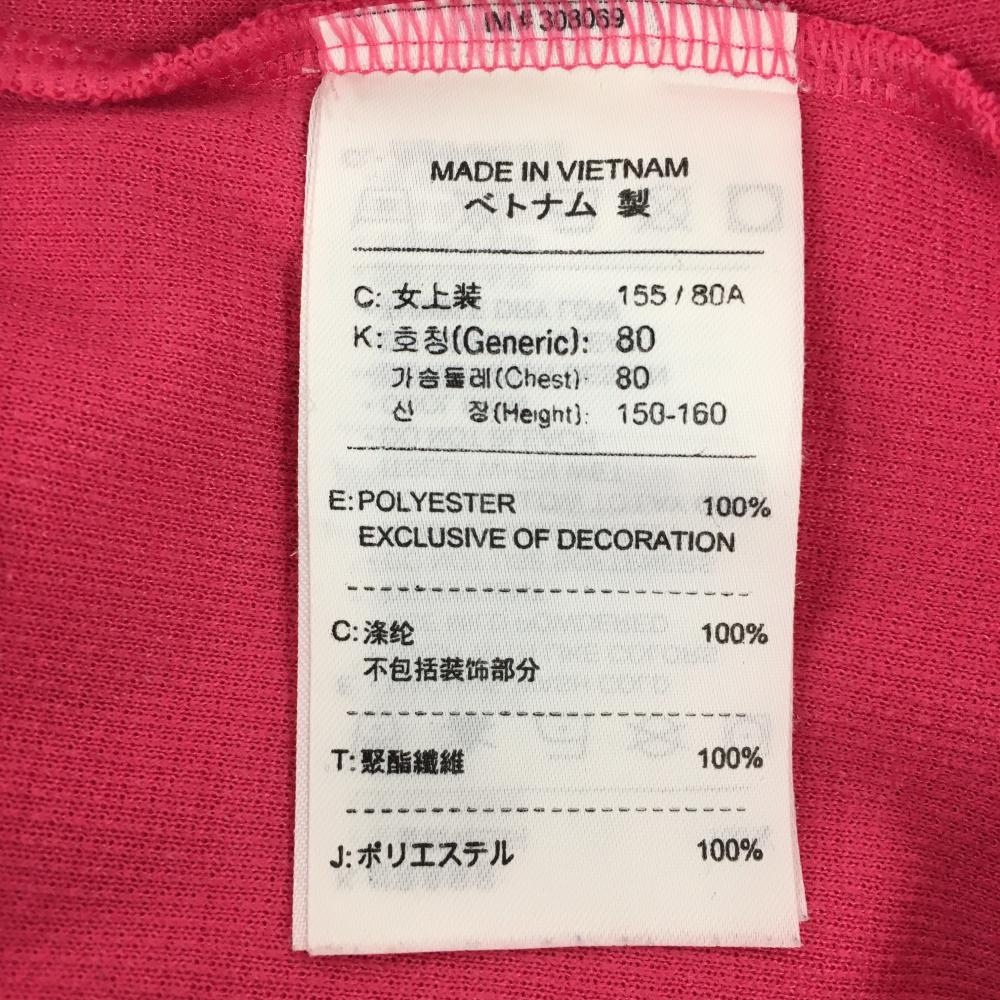 IM # 308069
MADE IN VIETNAM
ベトナム 製
C: 女上装 155 / 80A
K: 호칭(Generic): 80
가슴둘레(Chest): 80
신 장(Height): 150-160
E: POLYESTER 100%
EXCLUSIVE OF DECORATION
C: 涤纶 100%
不包括装饰部分
T: 聚酯纖維 100%
J: ポリエステル 100%